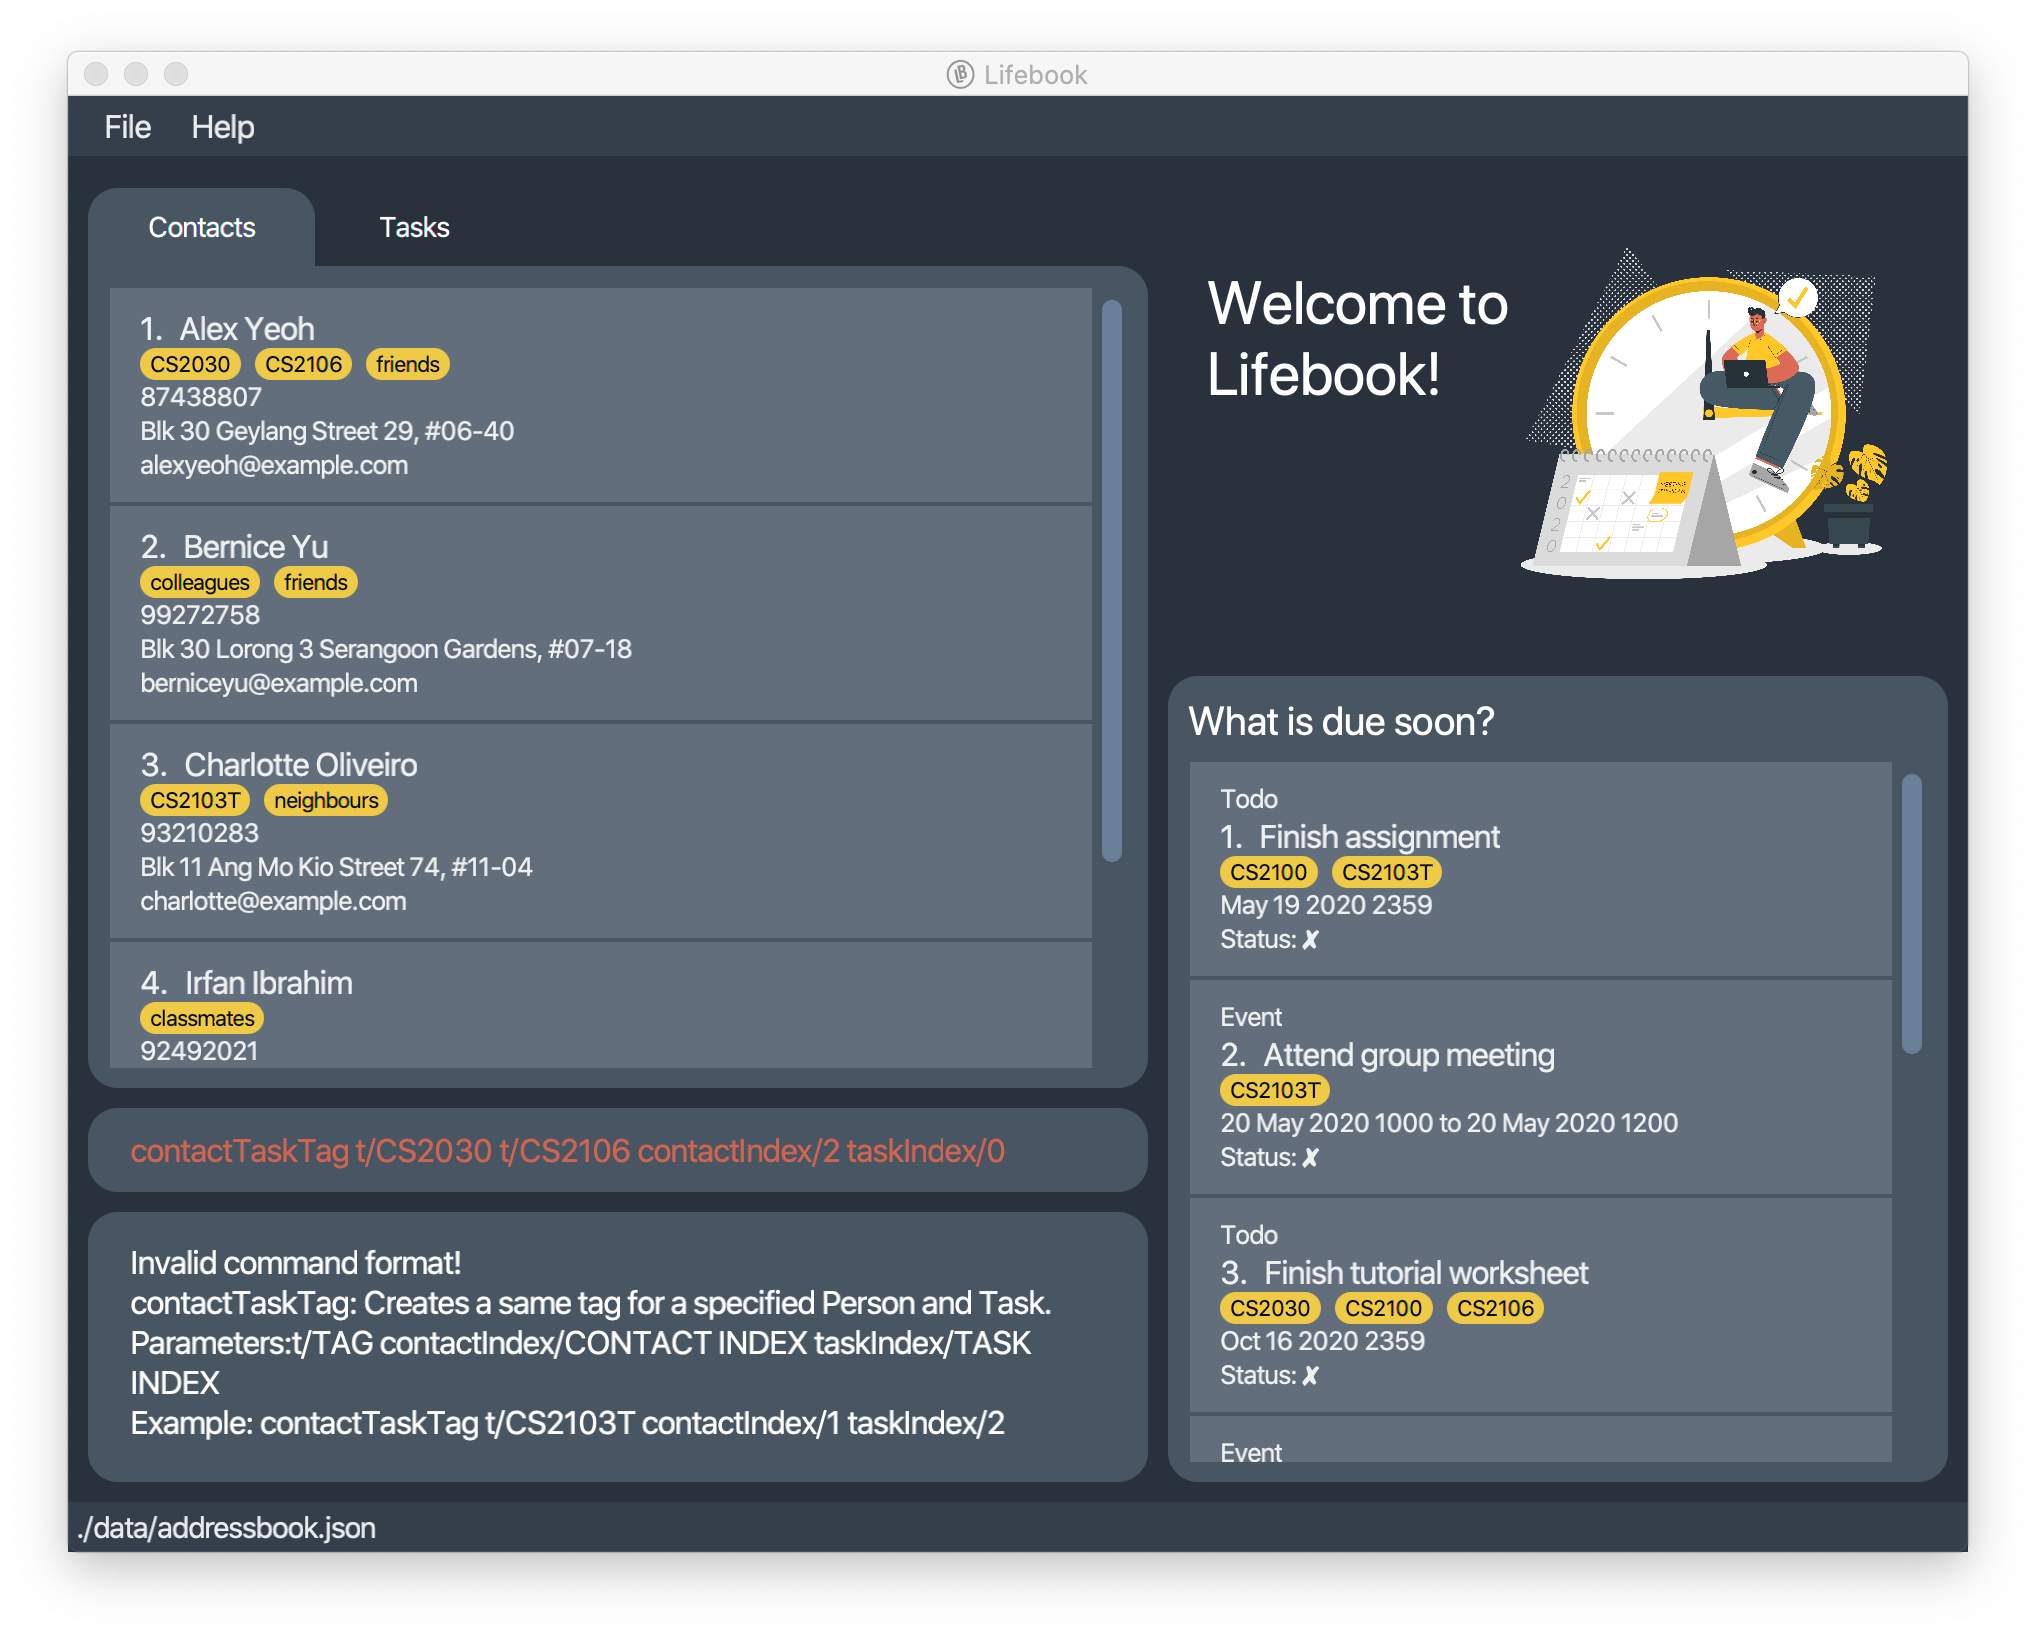 Lifebook
File Help
Contacts Tasks
1. Alex Yeoh
CS2030 CS2106 friends
87438807
Blk 30 Geylang Street 29, #06-40
alexyeoh@example.com
2. Bernice Yu
colleagues friends
99272758
Blk 30 Lorong 3 Serangoon Gardens, #07-18
berniceyu@example.com
3. Charlotte Oliveiro
CS2103T neighbours
93210283
Blk 11 Ang Mo Kio Street 74, #11-04
charlotte@example.com
4. Irfan Ibrahim
classmates
92492021
contactTaskTag t/CS2030 t/CS2106 contactIndex/2 taskIndex/0
Invalid command format!
contactTaskTag: Creates a same tag for a specified Person and Task.
Parameters:t/TAG contactIndex/CONTACT INDEX taskIndex/TASK
INDEX
Example: contactTaskTag t/CS2103T contactIndex/1 taskIndex/2
Welcome to
Lifebook!
2
0
2
0
What is due soon?
Todo
1. Finish assignment
CS2100 CS2103T
May 19 2020 2359
Status: ✗
Event
2. Attend group meeting
CS2103T
20 May 2020 1000 to 20 May 2020 1200
Status: ✗
Todo
3. Finish tutorial worksheet
CS2030 CS2100 CS2106
Oct 16 2020 2359
Status: ✗
Event
./data/addressbook.json